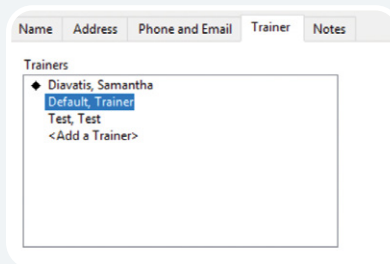 Name Address Phone and Email Trainer Notes
Trainers
Diavatis, Samantha
Default, Trainer
Test, Test
<Add a Trainer>